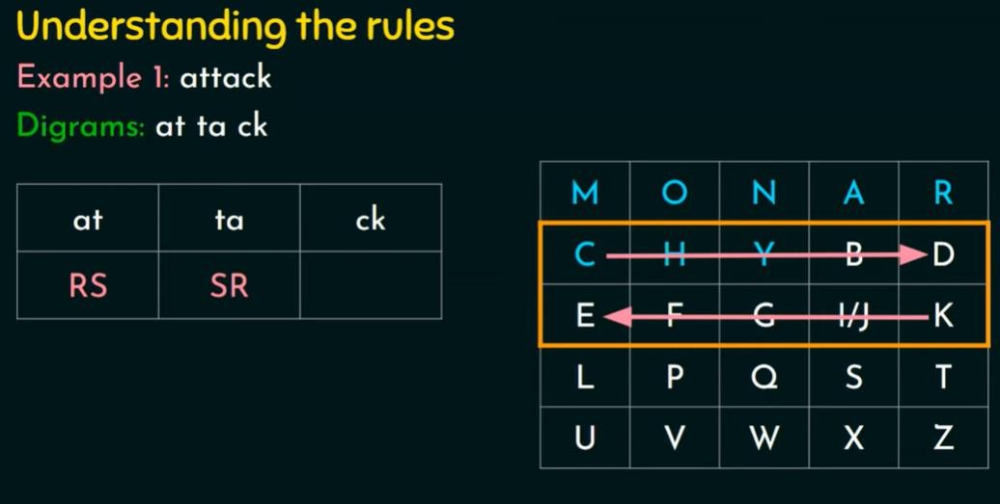 Understanding the rules
Example 1: attack
Digrams: at ta ck
at ta ck
RS SR
M O N A R
C H Y B D
E F G I/J K
L P Q S T
U V W X Z